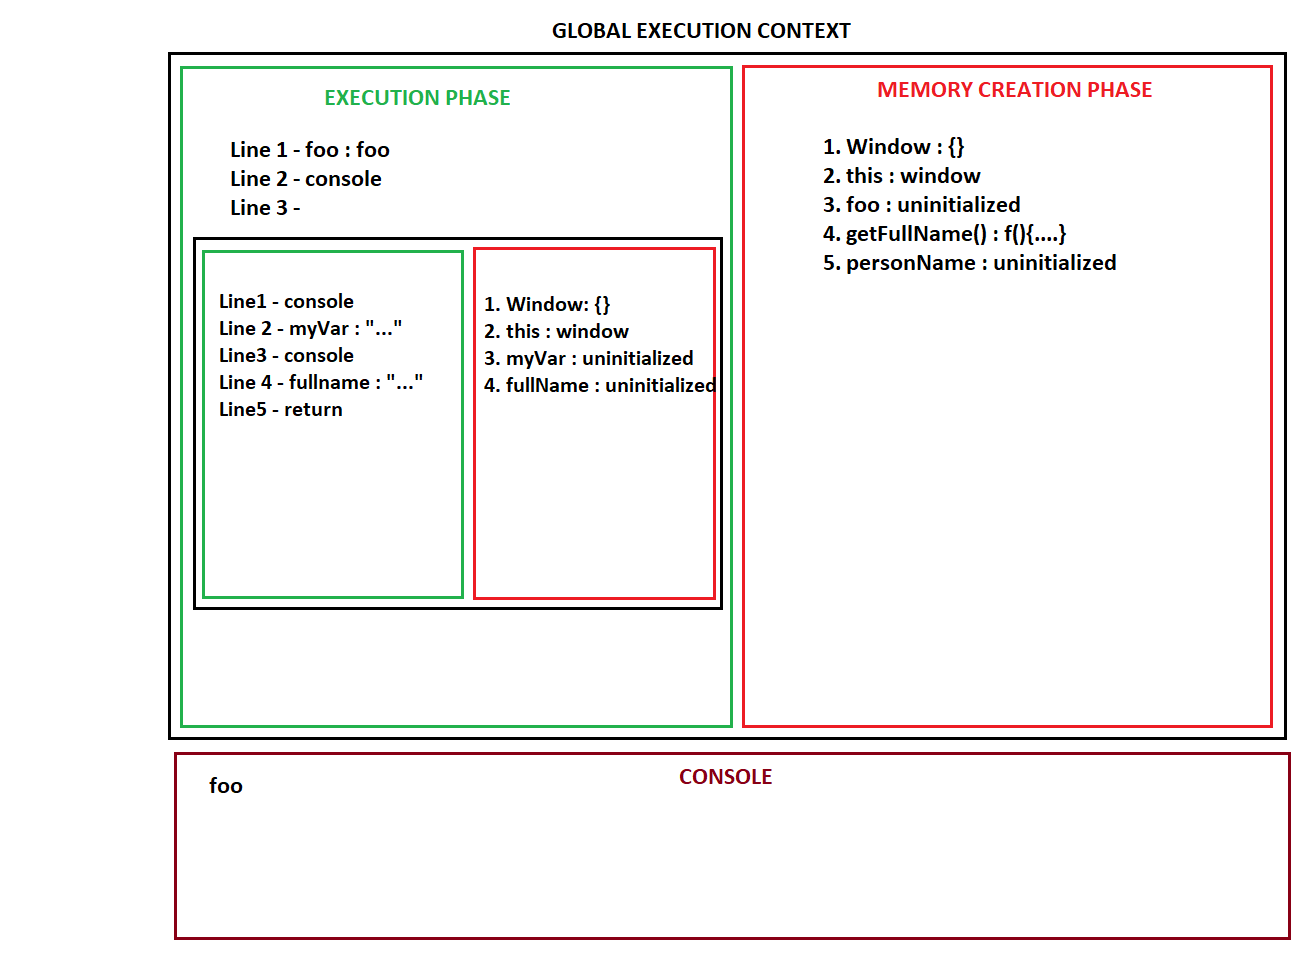 GLOBAL EXECUTION CONTEXT
EXECUTION PHASE
Line 1 - foo : foo
Line 2 - console
Line 3 -
Line1 - console
Line 2 - myVar : "..."
Line3 - console
Line 4 - fullname : "..."
Line5 - return
1. Window: {}
2. this : window
3. myVar : uninitialized
4. fullName : uninitialized
MEMORY CREATION PHASE
1. Window : {}
2. this : window
3. foo : uninitialized
4. getFullName() : f(){....}
5. personName : uninitialized
CONSOLE
foo